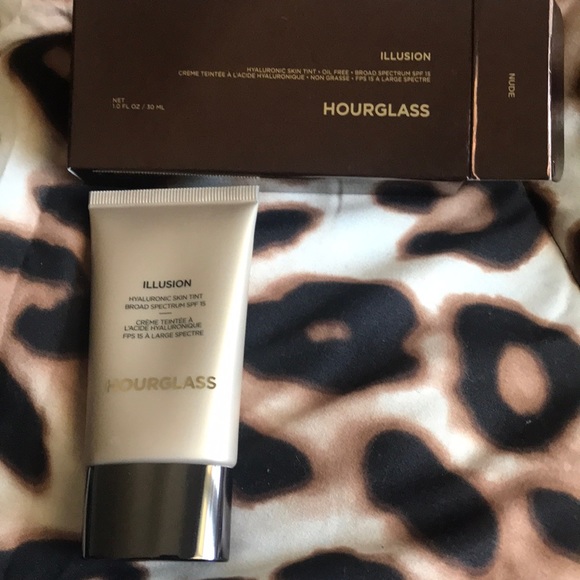 ILLUSION
HYALURONIC SKIN TINT • OIL FREE • BROAD SPECTRUM SPF 15
CRÈME TEINTÉE À L'ACIDE HYALURONIQUE • NON GRASSE • FPS 15 À LARGE SPECTRE
NET
1.0 FL OZ / 30 ML
HOURGLASS
NUDE
ILLUSION
HYALURONIC SKIN TINT
BROAD SPECTRUM SPF 15
CRÈME TEINTÉE À
L'ACIDE HYALURONIQUE
FPS 15 À LARGE SPECTRE
HOURGLASS